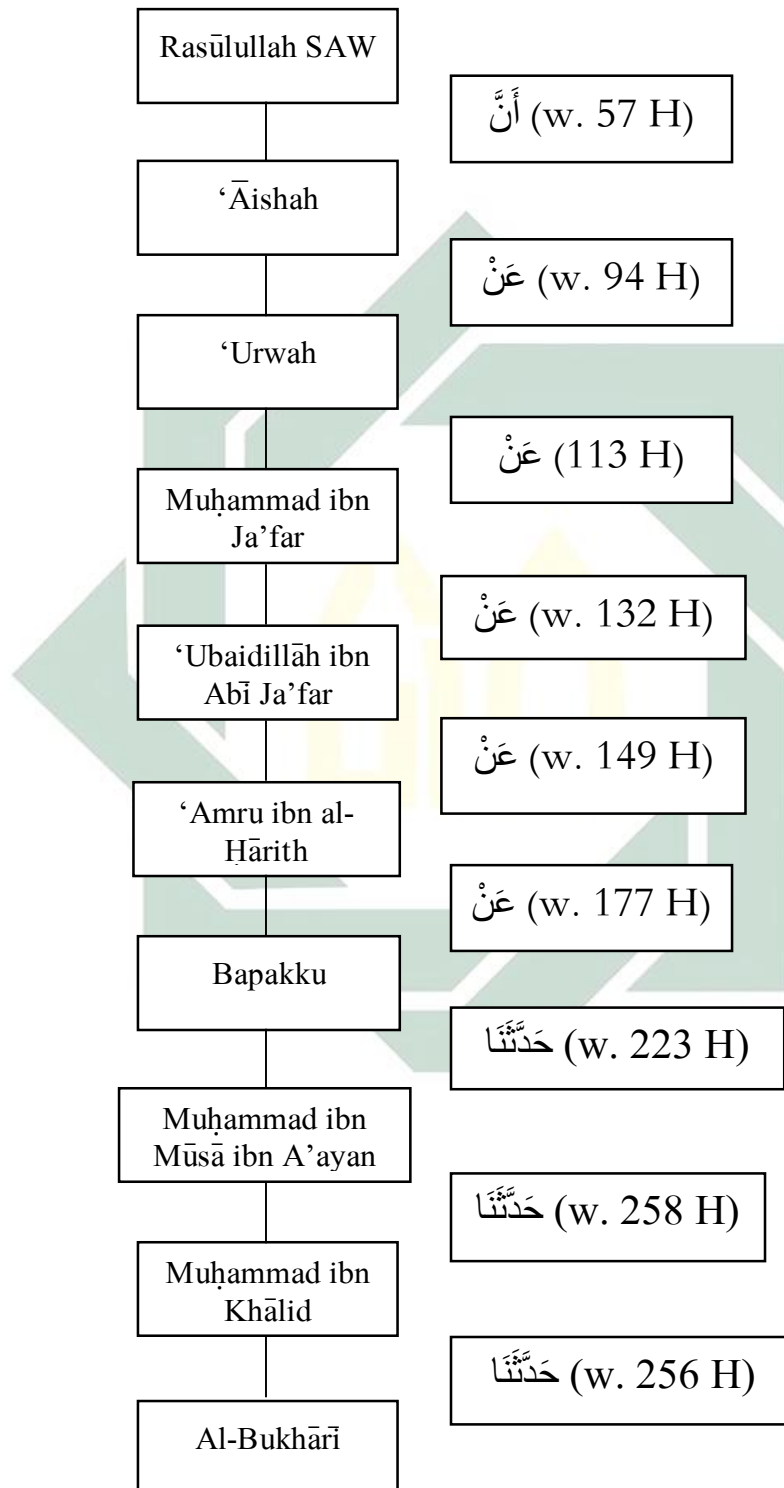 Rasūlullah SAW
أَنَّ (w. 57 H)
‘Āishah
عَنْ (w. 94 H)
‘Urwah
عَنْ (113 H)
Muḥammad ibn
Ja’far
عَنْ (w. 132 H)
‘Ubaidillāh ibn
Abī Ja’far
عَنْ (w. 149 H)
‘Amru ibn al-
Ḥārith
عَنْ (w. 177 H)
Bapakku
حَدَّثَنَا (w. 223 H)
Muḥammad ibn
Mūsā ibn A’ayan
حَدَّثَنَا (w. 258 H)
Muḥammad ibn
Khālid
حَدَّثَنَا (w. 256 H)
Al-Bukhārī